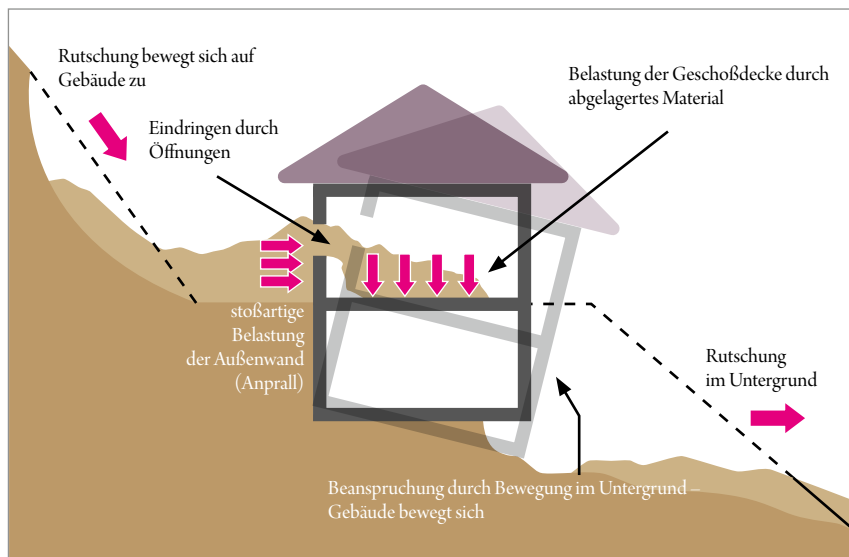 Rutschung bewegt sich auf
Gebäude zu
Eindringen durch
Öffnungen
Belastung der Geschoßdecke durch
abgelagertes Material
stoßartige
Belastung
der Außenwand
(Anprall)
Rutschung
im Untergrund
Beanspruchung durch Bewegung im Untergrund –
Gebäude bewegt sich